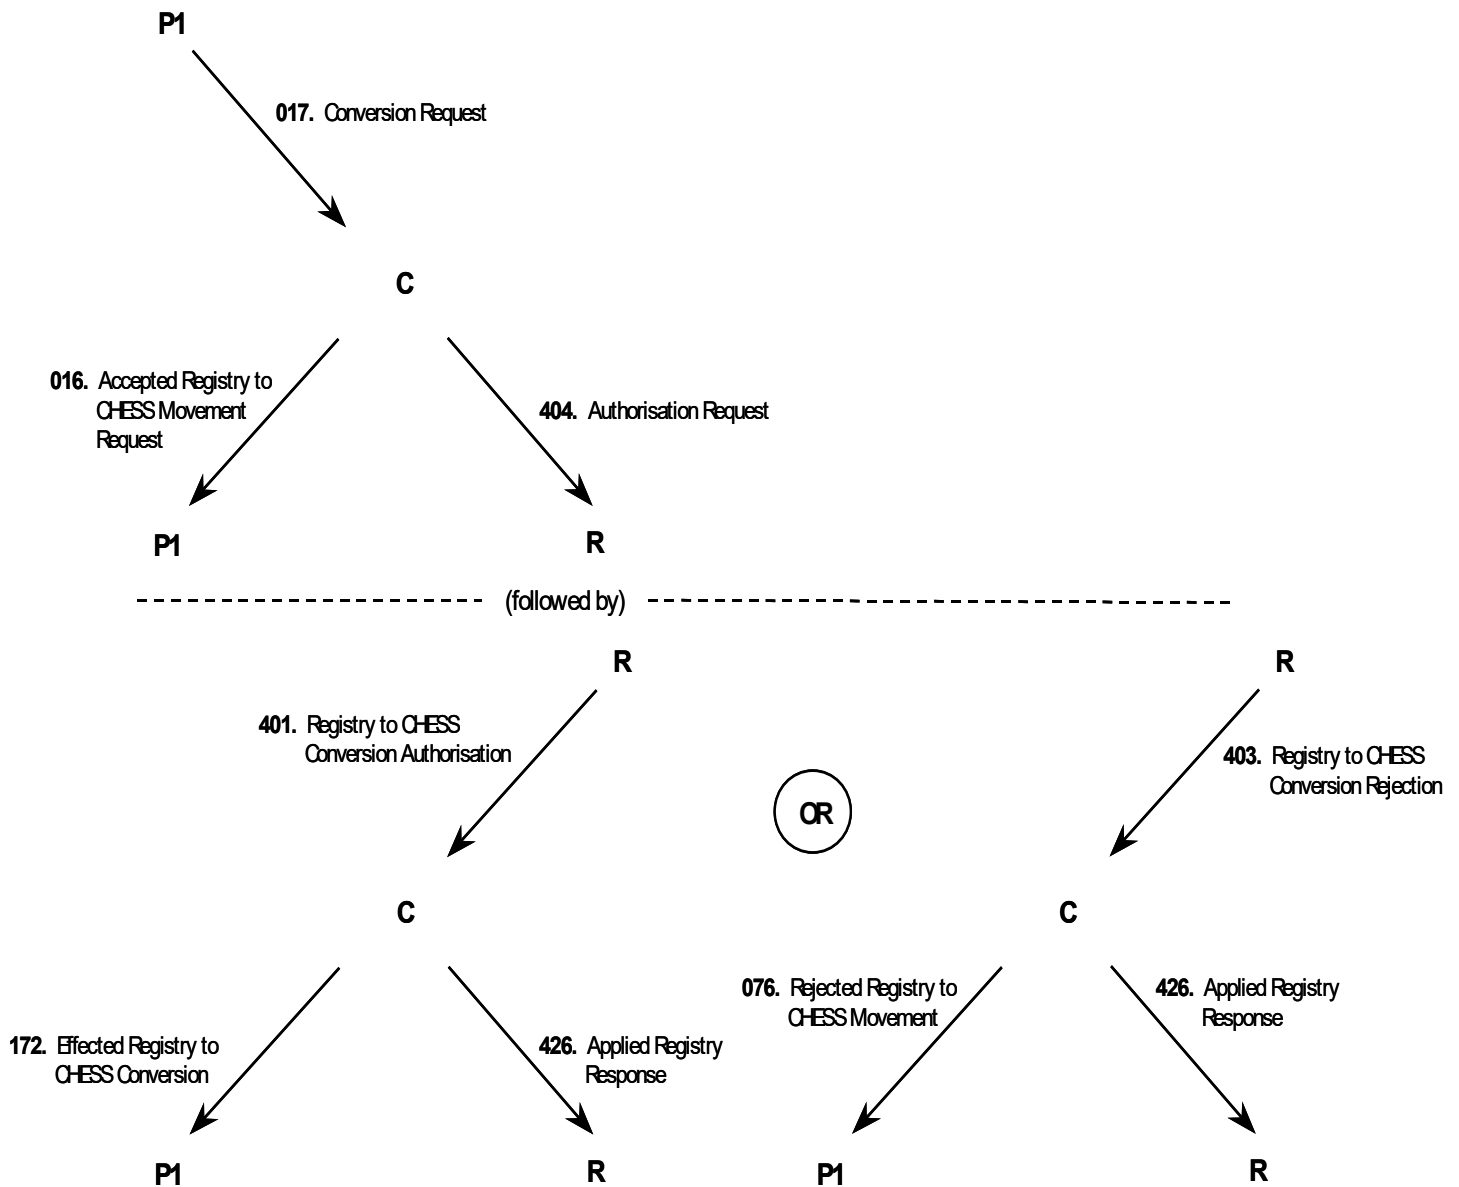 P1
017. Conversion Request
C
016. Accepted Registry to
CHESS Movement
Request
404. Authorisation Request
P1
R
(followed by)
R
R
401. Registry to CHESS
Conversion Authorisation
403. Registry to CHESS
Conversion Rejection
OR
C
C
172. Effected Registry to
CHESS Conversion
426. Applied Registry
Response
076. Rejected Registry to
CHESS Movement
426. Applied Registry
Response
P1
R
P1
R